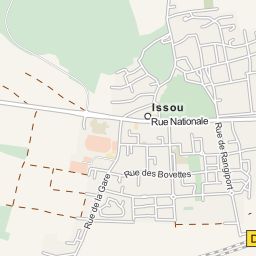 Issou
Rue Nationale
Rue de Rangiport
Rue des Bovettes
Rue de la Gare
D